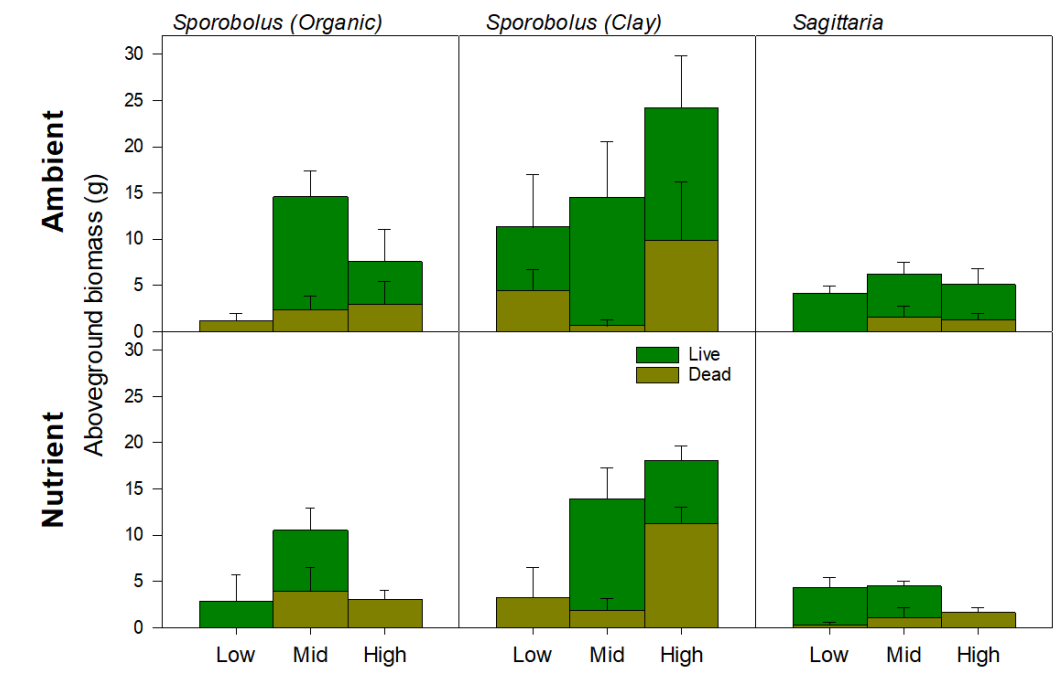 Sporobolus (Organic) Sporobolus (Clay) Sagittaria
Ambient
Nutrient
Aboveground biomass (g)
30
25
20
15
10
5
0
30
25
20
15
10
5
0
Live
Dead
Low Mid High Low Mid High Low Mid High